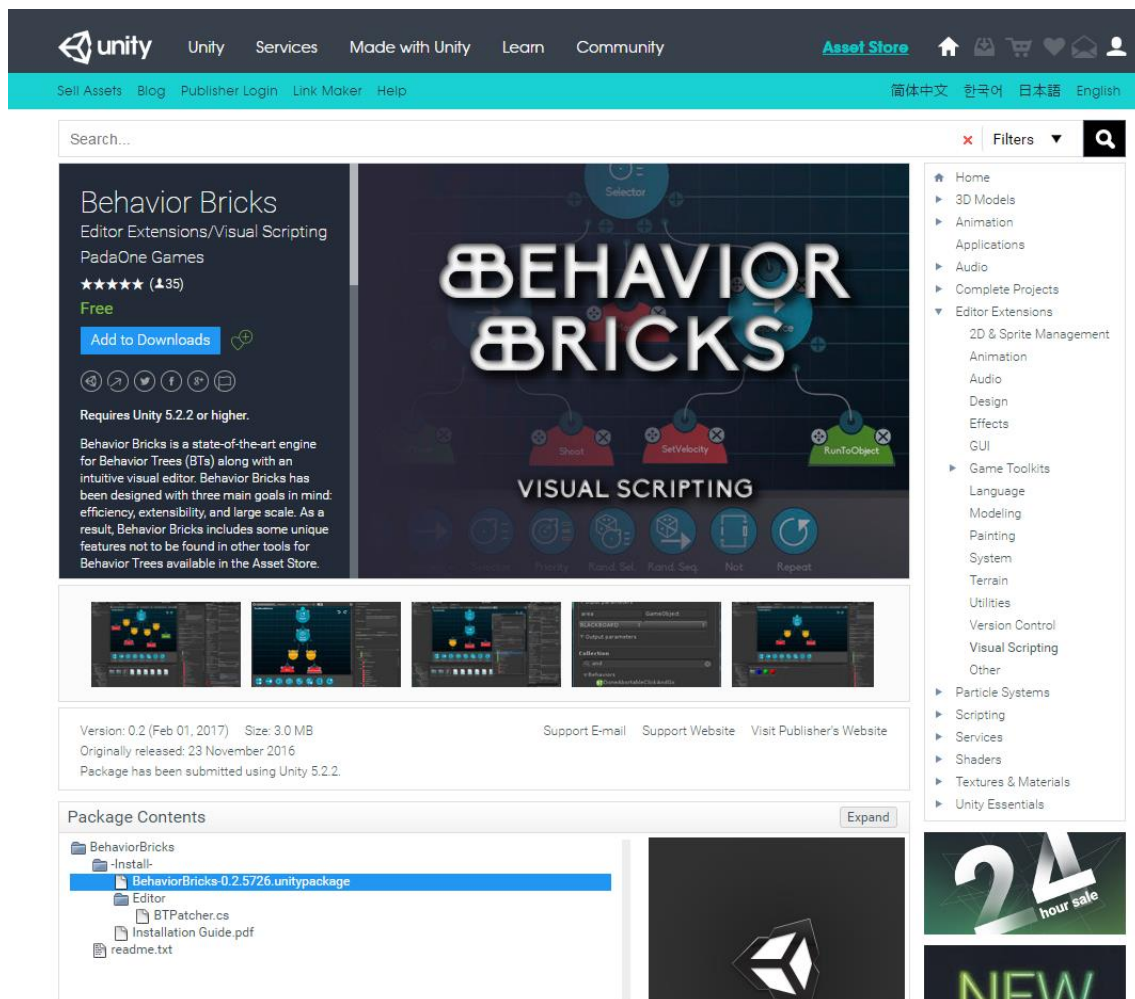 unity Unity Services Made with Unity Learn Community Asset Store
Sell Assets Blog Publisher Login Link Maker Help 简体中文 한국어 日本語 English
Search... Filters
Behavior Bricks
Editor Extensions/Visual Scripting
PadaOne Games
★★★★★ (35)
Free
Add to Downloads
Requires Unity 5.2.2 or higher.
Behavior Bricks is a state-of-the-art engine
for Behavior Trees (BTs) along with an
intuitive visual editor. Behavior Bricks has
been designed with three main goals in mind:
efficiency, extensibility, and large scale. As a
result, Behavior Bricks includes some unique
features not to be found in other tools for
Behavior Trees available in the Asset Store.
Selector
BEHAVIOR
BRICKS
Shoot SetVelocity RunToObject
VISUAL SCRIPTING
Priority Rand. Sel. Rand. Seq. Not Repeat
area GameObject
BLACKBOARD
Output parameters
Collection
and
Behaviors
DoneAbortableClickAndGo
Version: 0.2 (Feb 01, 2017) Size: 3.0 MB Support E-mail Support Website Visit Publisher's Website
Originally released: 23 November 2016
Package has been submitted using Unity 5.2.2.
Package Contents Expand
BehaviorBricks
-Install-
BehaviorBricks-0.2.5726.unitypackage
Editor
BTPatcher.cs
Installation Guide.pdf
readme.txt
Home
3D Models
Animation
Applications
Audio
Complete Projects
Editor Extensions
2D & Sprite Management
Animation
Audio
Design
Effects
GUI
Game Toolkits
Language
Modeling
Painting
System
Terrain
Utilities
Version Control
Visual Scripting
Other
Particle Systems
Scripting
Services
Shaders
Textures & Materials
Unity Essentials
24
hour sale
NEW